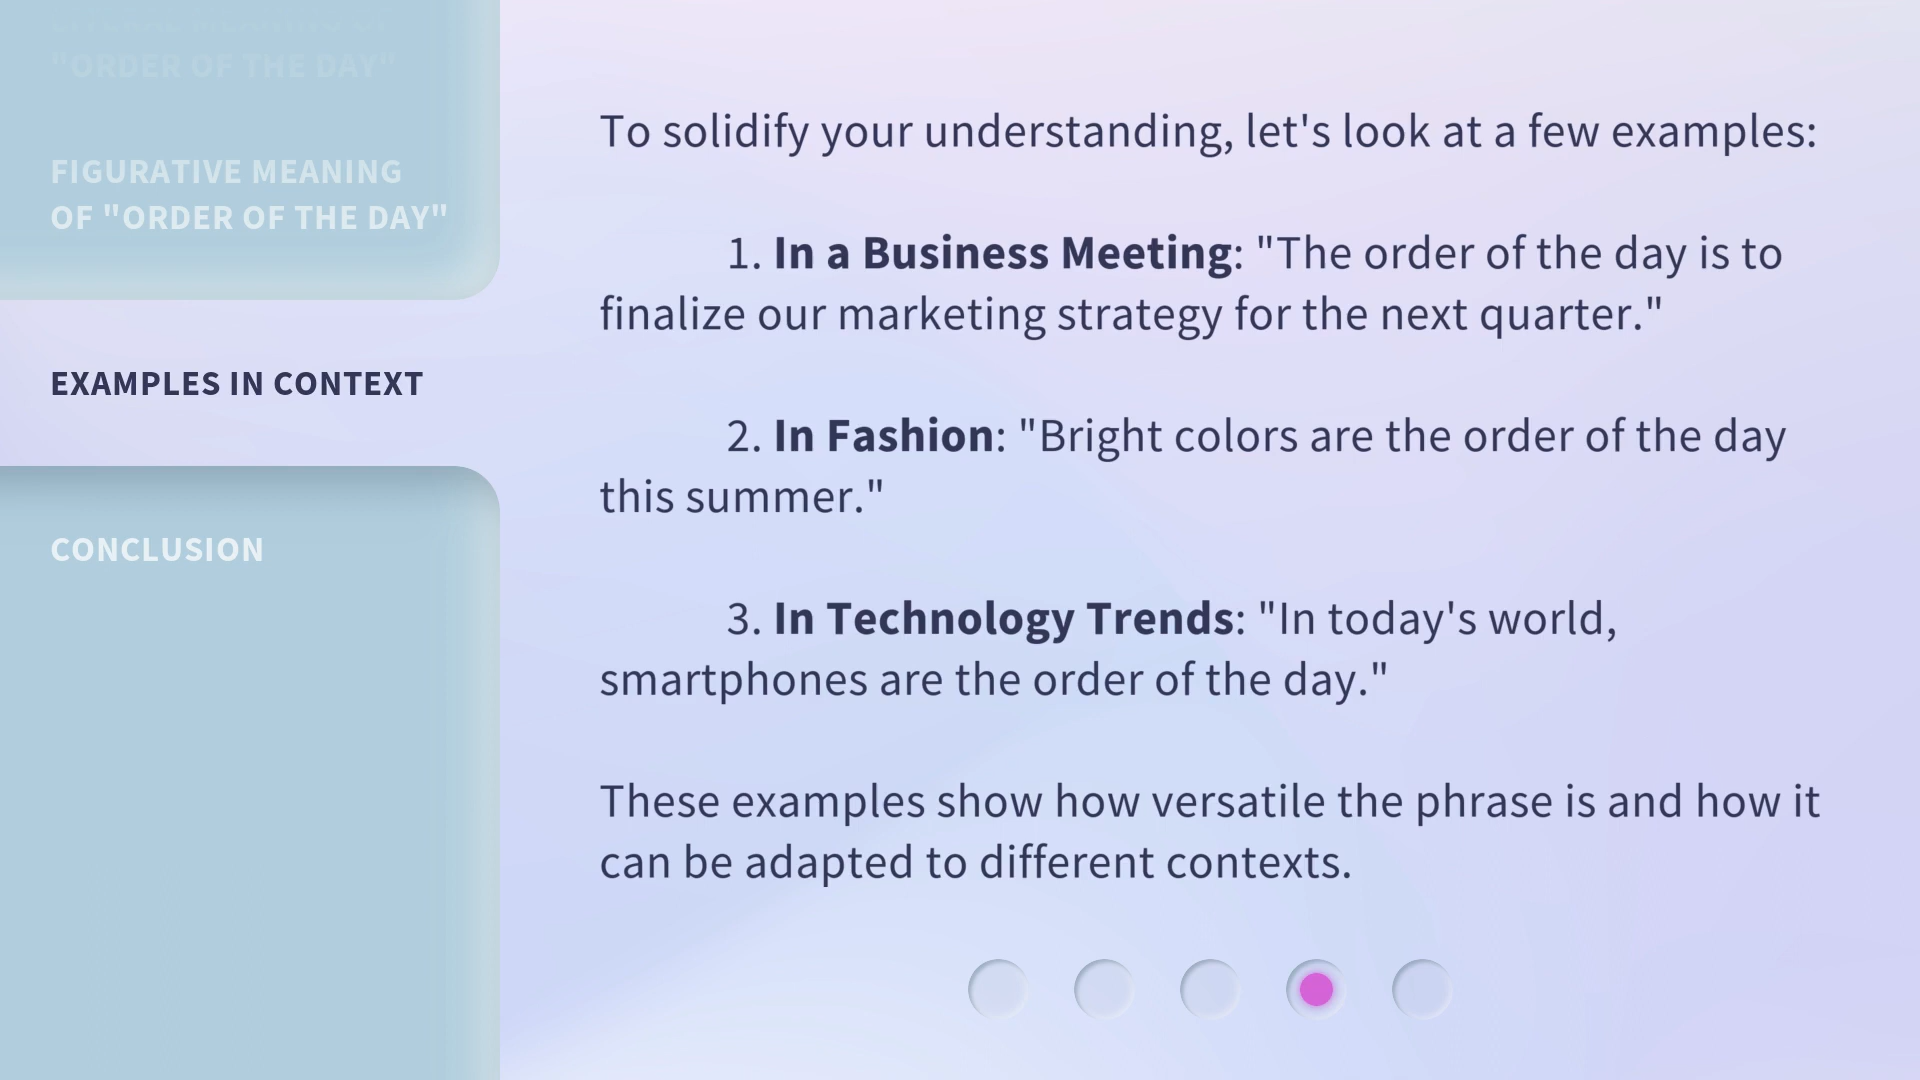 LITERAL MEANING OF
"ORDER OF THE DAY"
FIGURATIVE MEANING
OF "ORDER OF THE DAY"
EXAMPLES IN CONTEXT
CONCLUSION
To solidify your understanding, let's look at a few examples:
1. In a Business Meeting: "The order of the day is to
finalize our marketing strategy for the next quarter."
2. In Fashion: "Bright colors are the order of the day
this summer."
3. In Technology Trends: "In today's world,
smartphones are the order of the day."
These examples show how versatile the phrase is and how it
can be adapted to different contexts.